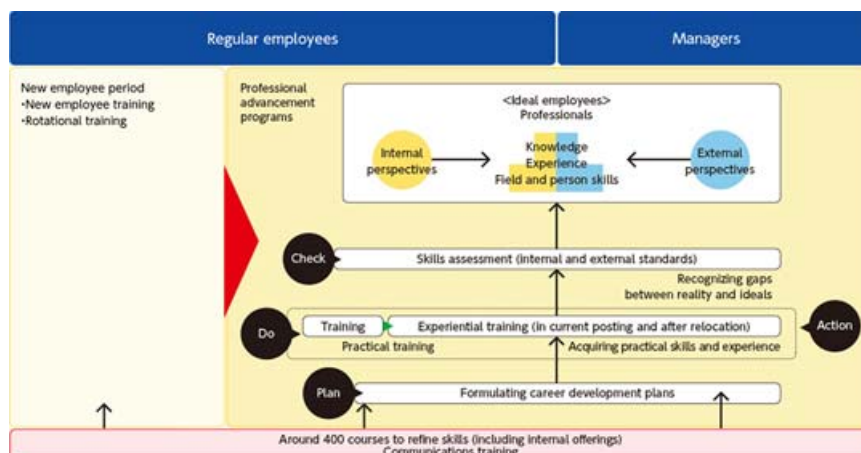 Regular employees
Managers
New employee period
•New employee training
•Rotational training
Professional
advancement
programs
<Ideal employees>
Professionals
Internal
perspectives
Knowledge
Experience
Field and person skills
External
perspectives
Check
Skills assessment (internal and external standards)
Recognizing gaps
between reality and ideals
Do
Training
Experiential training (in current posting and after relocation)
Action
Practical training
Acquiring practical skills and experience
Plan
Formulating career development plans
Around 400 courses to refine skills (including internal offerings)
Communications training